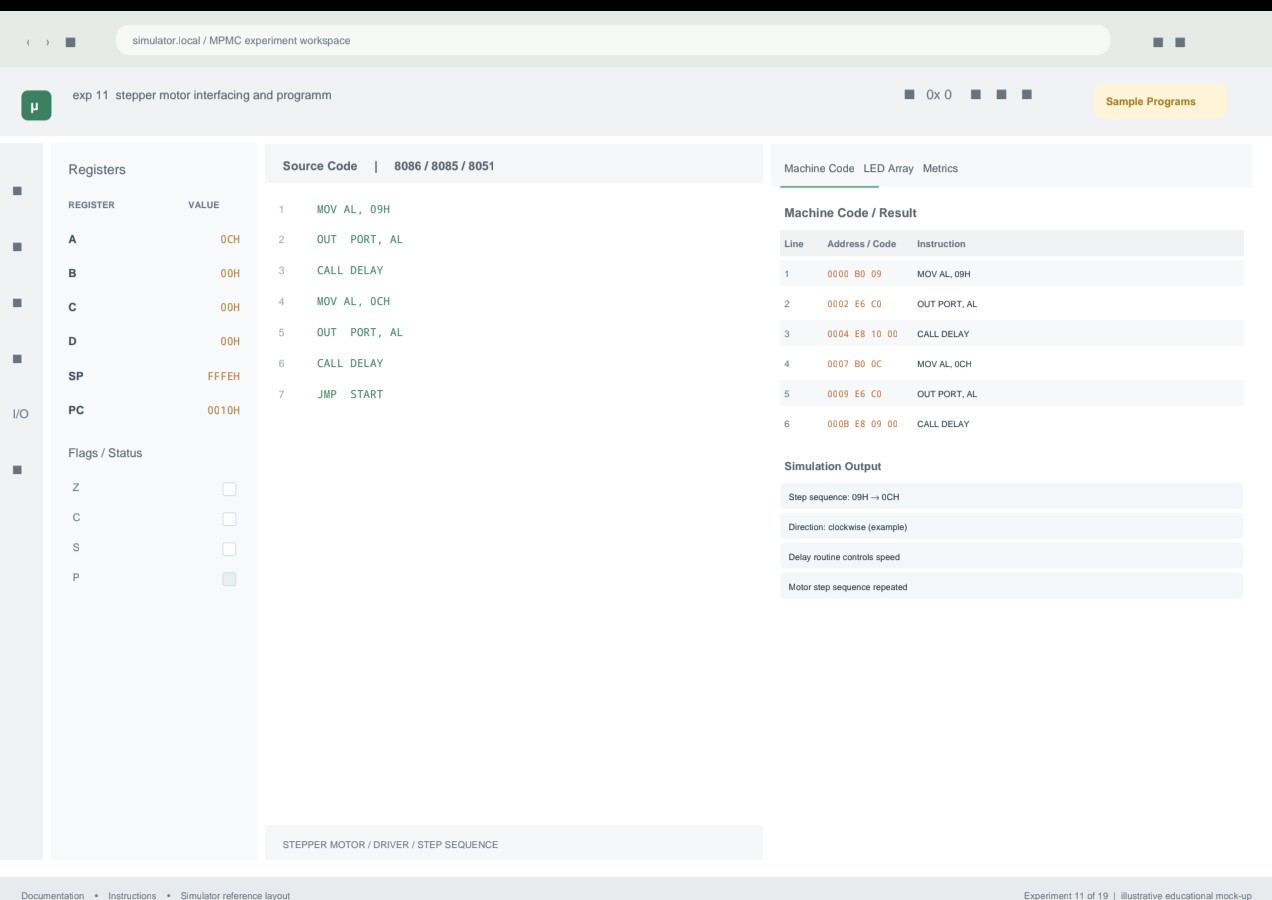 simulator.local / MPMC experiment workspace
µ
exp 11  stepper motor interfacing and programm
0x 0
Sample Programs
I/O
Registers
REGISTER VALUE
A 0CH
B 00H
C 00H
D 00H
SP FFFEH
PC 0010H
Flags / Status
Z
C
S
P
Source Code | 8086 / 8085 / 8051
1 MOV AL, 09H
2 OUT  PORT, AL
3 CALL DELAY
4 MOV AL, 0CH
5 OUT  PORT, AL
6 CALL DELAY
7 JMP  START
STEPPER MOTOR / DRIVER / STEP SEQUENCE
Machine Code LED Array Metrics
Machine Code / Result
Line Address / Code Instruction
1 0000 B0 09 MOV AL, 09H
2 0002 E6 C0 OUT PORT, AL
3 0004 E8 10 00 CALL DELAY
4 0007 B0 0C MOV AL, 0CH
5 0009 E6 C0 OUT PORT, AL
6 000B E8 09 00 CALL DELAY
Simulation Output
Step sequence: 09H → 0CH
Direction: clockwise (example)
Delay routine controls speed
Motor step sequence repeated
Documentation • Instructions • Simulator reference layout
Experiment 11 of 19 | illustrative educational mock-up